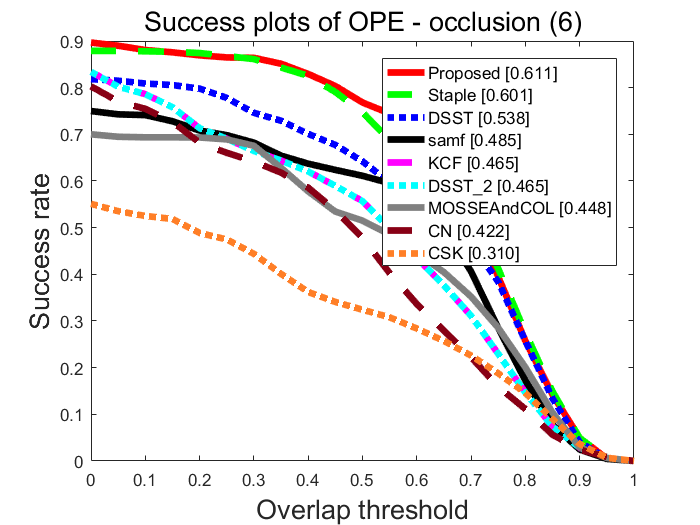 Success plots of OPE - occlusion (6)
Success rate
0.9
0.8
0.7
0.6
0.5
0.4
0.3
0.2
0.1
0
Proposed [0.611]
Staple [0.601]
DSST [0.538]
samf [0.485]
KCF [0.465]
DSST_2 [0.465]
MOSSEAndCOL [0.448]
CN [0.422]
CSK [0.310]
0 0.1 0.2 0.3 0.4 0.5 0.6 0.7 0.8 0.9 1
Overlap threshold